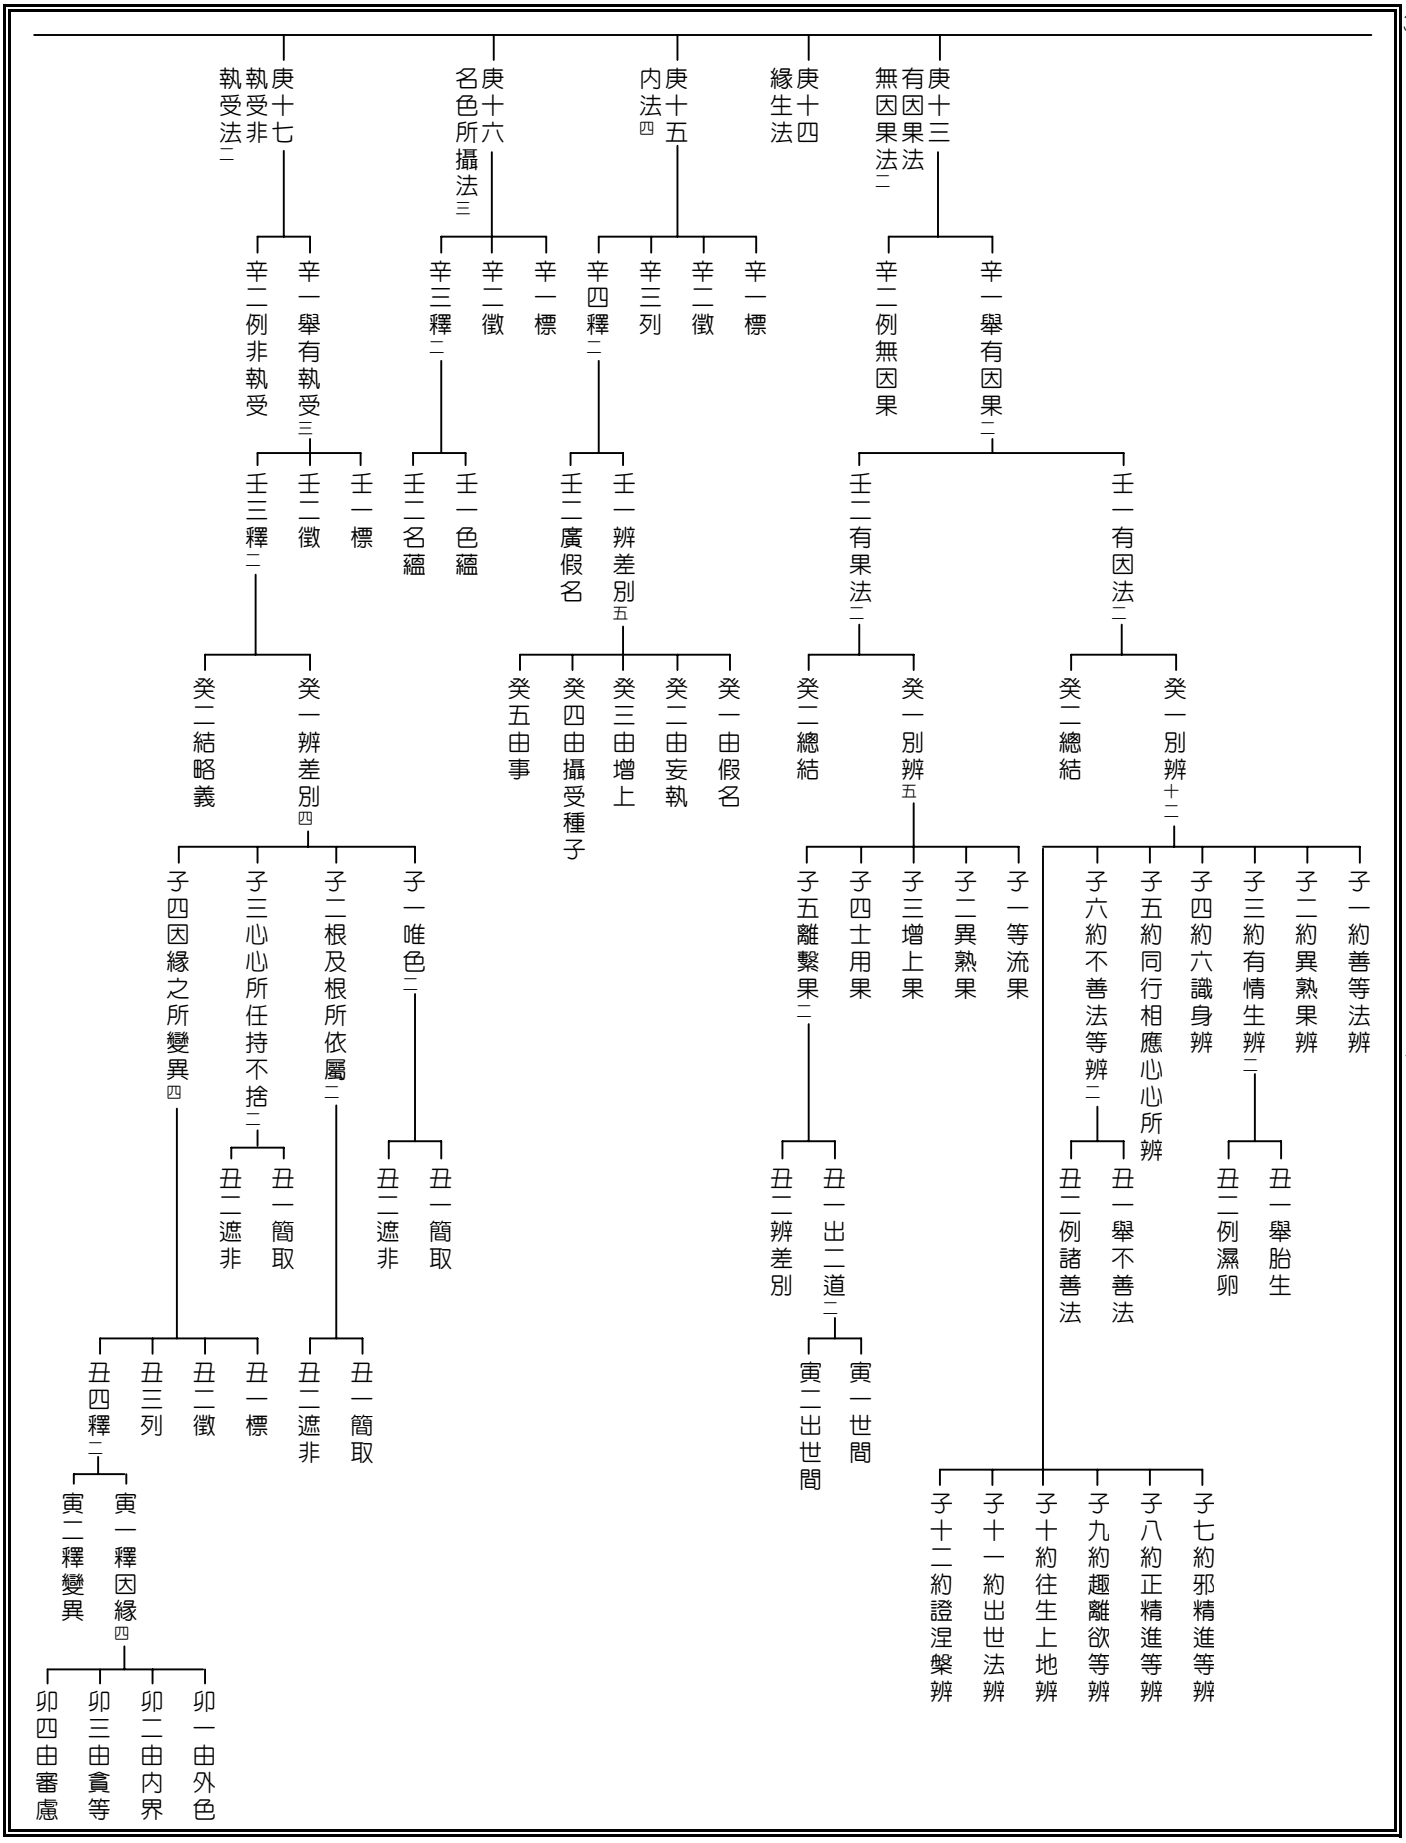 庚十三
有因果法
無因果法二
辛一舉有因果二
壬一有因法二
癸一別辨十二
子一約善等法辨
子二約異熟果辨
子三約有情生辨二
丑一舉胎生
丑二例濕卵
子四約六識身辨
子五約同行相應心心所辨
子六約不善法等辨二
丑一舉不善法
丑二例諸善法
子七約邪精進等辨
子八約正精進等辨
子九約趣離欲等辨
子十約往生上地辨
子十一約出世法辨
子十二約證涅槃辨
癸二總結
壬二有果法二
癸一別辨五
子一等流果
子二異熟果
子三增上果
子四士用果
子五離繫果二
丑一出二道二
寅一世間
寅二出世間
丑二辨差別
癸二總結
辛二例無因果
庚十四
緣生法
庚十五
內法四
辛一標
辛二徵
辛三列
辛四釋二
壬一辨差別五
癸一由假名
癸二由妄執
癸三由增上
癸四由攝受種子
癸五由事
壬二廣假名
庚十六
名色所攝法三
辛一標
辛二徵
辛三釋二
壬一色蘊
壬二名蘊
庚十七
執受非
執受法二
辛一舉有執受三
壬一標
壬二徵
壬三釋二
癸一辨差別四
子一唯色二
丑一簡取
丑二遮非
子二根及根所依屬二
丑一簡取
丑二遮非
子三心心所任持不捨二
丑一簡取
丑二遮非
子四因緣之所變異四
丑一標
丑二徵
丑三列
丑四釋二
寅一釋因緣四
卯一由外色
卯二由內界
卯三由貪等
卯四由審慮
寅二釋變異
癸二結略義
辛二例非執受